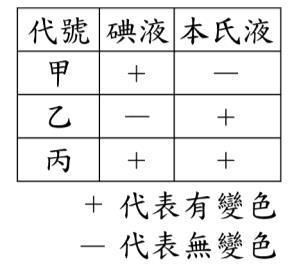 代號 碘液 本氏液
甲 + —
乙 — +
丙 + +
+ 代表有變色
— 代表無變色